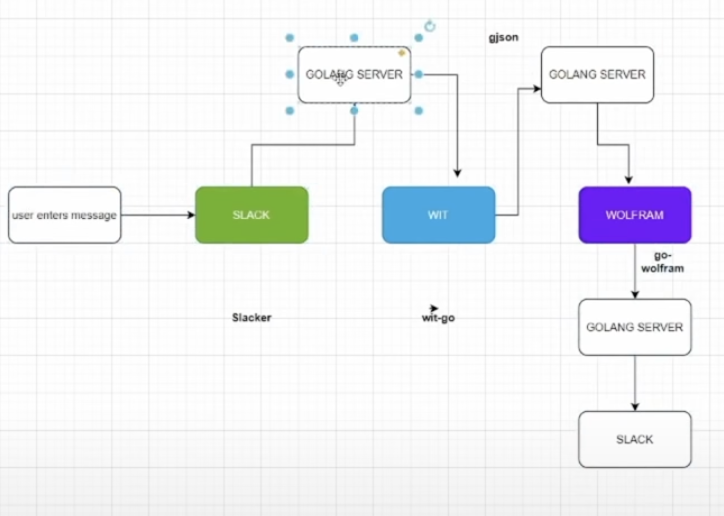 gjson
GOLANG SERVER
GOLANG SERVER
user enters message
SLACK
WIT
WOLFRAM
go-
wolfram
Slacker
wit-go
GOLANG SERVER
SLACK